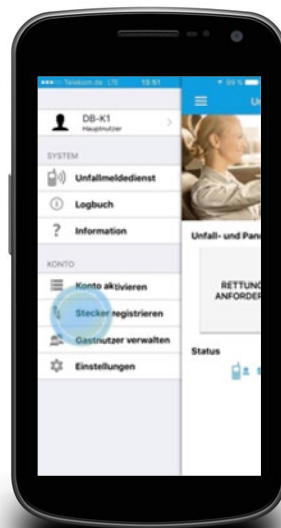 Telekom.de LTE 13:51 99 %
DB-K1
Hauptnutzer
SYSTEM
Unfallmeldedienst
Logbuch
Information
KONTO
Konto aktivieren
Stecker registrieren
Gastnutzer verwalten
Einstellungen
Unfall- und
RETTUNG
ANFORDER
Status